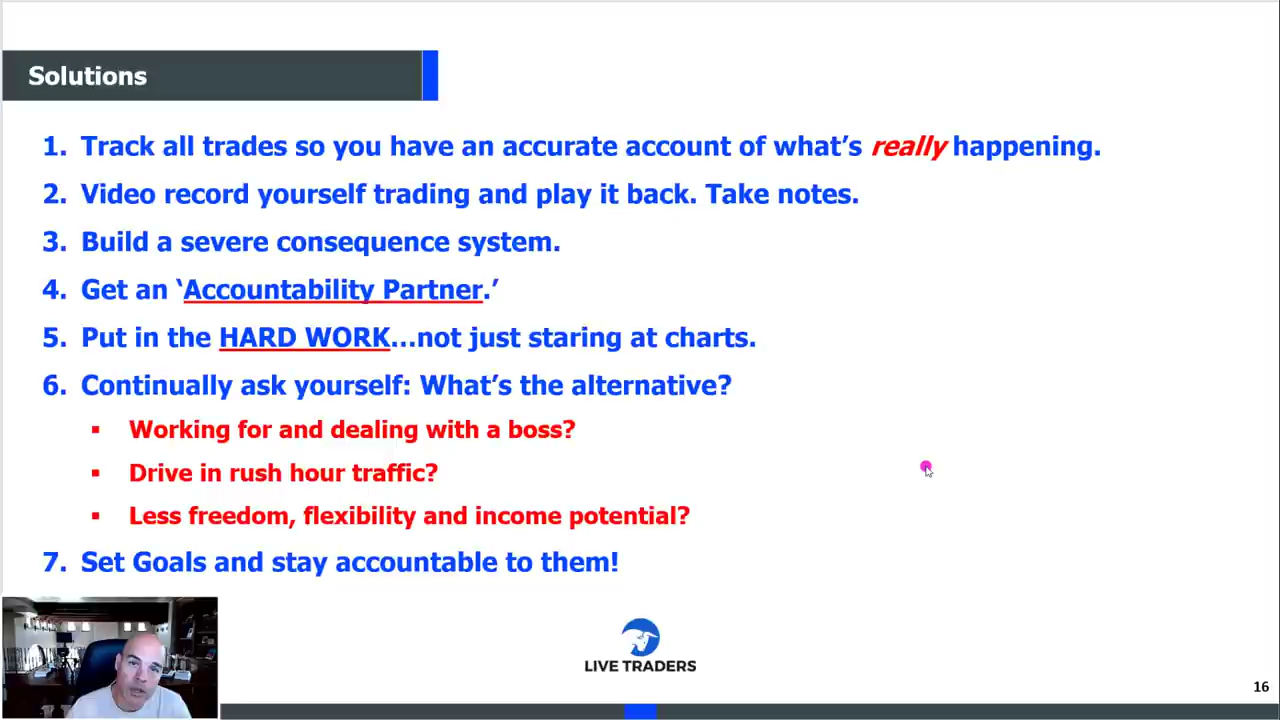 Solutions
1. Track all trades so you have an accurate account of what’s really happening.
2. Video record yourself trading and play it back. Take notes.
3. Build a severe consequence system.
4. Get an ‘Accountability Partner.’
5. Put in the HARD WORK…not just staring at charts.
6. Continually ask yourself: What’s the alternative?
▪ Working for and dealing with a boss?
▪ Drive in rush hour traffic?
▪ Less freedom, flexibility and income potential?
7. Set Goals and stay accountable to them!
LIVE TRADERS
16